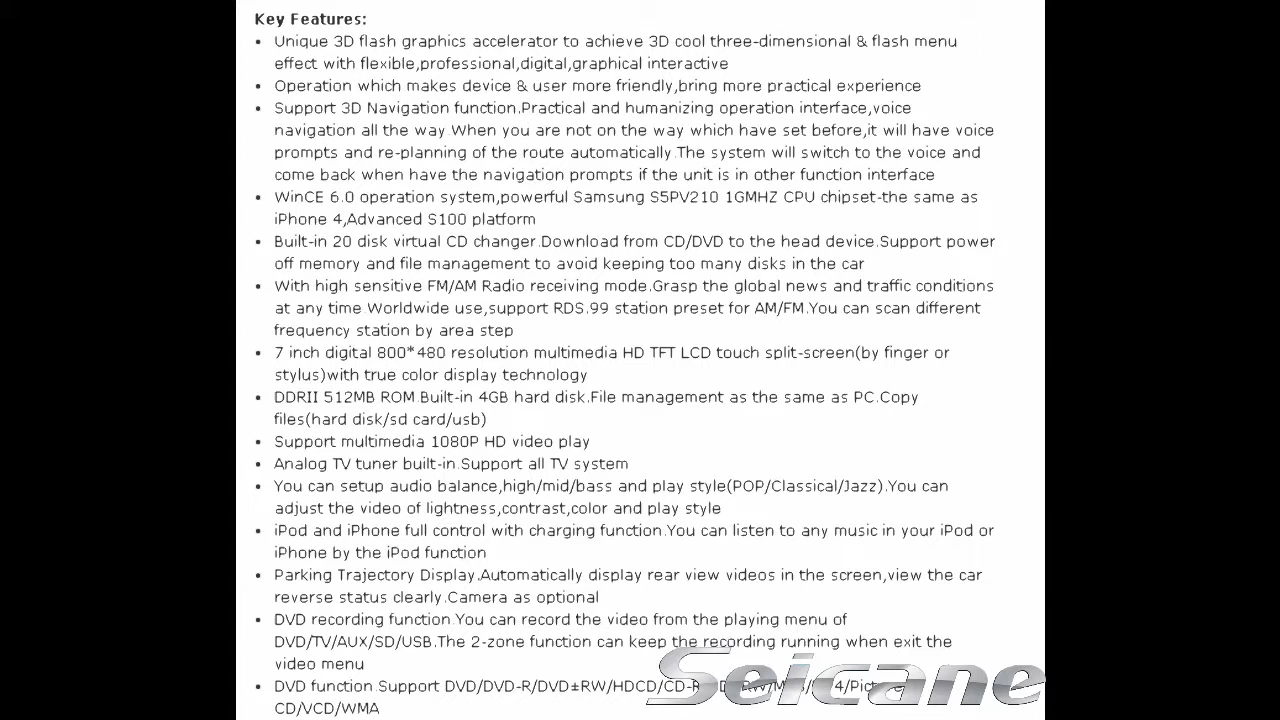 Key Features:
• Unique 3D flash graphics accelerator to achieve 3D cool three-dimensional & flash menu
effect with flexible,professional,digital,graphical interactive
• Operation which makes device & user more friendly,bring more practical experience
• Support 3D Navigation function.Practical and humanizing operation interface,voice
navigation all the way.When you are not on the way which have set before,it will have voice
prompts and re-planning of the route automatically.The system will switch to the voice and
come back when have the navigation prompts if the unit is in other function interface
• WinCE 6.0 operation system,powerful Samsung S5PV210 1GMHZ CPU chipset-the same as
iPhone 4,Advanced S100 platform
• Built-in 20 disk virtual CD changer.Download from CD/DVD to the head device.Support power
off memory and file management to avoid keeping too many disks in the car
• With high sensitive FM/AM Radio receiving mode.Grasp the global news and traffic conditions
at any time.Worldwide use,support RDS.99 station preset for AM/FM.You can scan different
frequency station by area step
• 7 inch digital 800*480 resolution multimedia HD TFT LCD touch split-screen(by finger or
stylus)with true color display technology
• DDRII 512MB ROM.Built-in 4GB hard disk.File management as the same as PC.Copy
files(hard disk/sd card/usb)
• Support multimedia 1080P HD video play
• Analog TV tuner built-in.Support all TV system
• You can setup audio balance,high/mid/bass and play style(POP/Classical/Jazz).You can
adjust the video of lightness,contrast,color and play style
• iPod and iPhone full control with charging function.You can listen to any music in your iPod or
iPhone by the iPod function
• Parking Trajectory Display.Automatically display rear view videos in the screen,view the car
reverse status clearly.Camera as optional
• DVD recording function.You can record the video from the playing menu of
DVD/TV/AUX/SD/USB.The 2-zone function can keep the recording running when exit the
video menu
• DVD function.Support DVD/DVD-R/DVD±RW/HDCD/
CD/VCD/WMA
Seicane